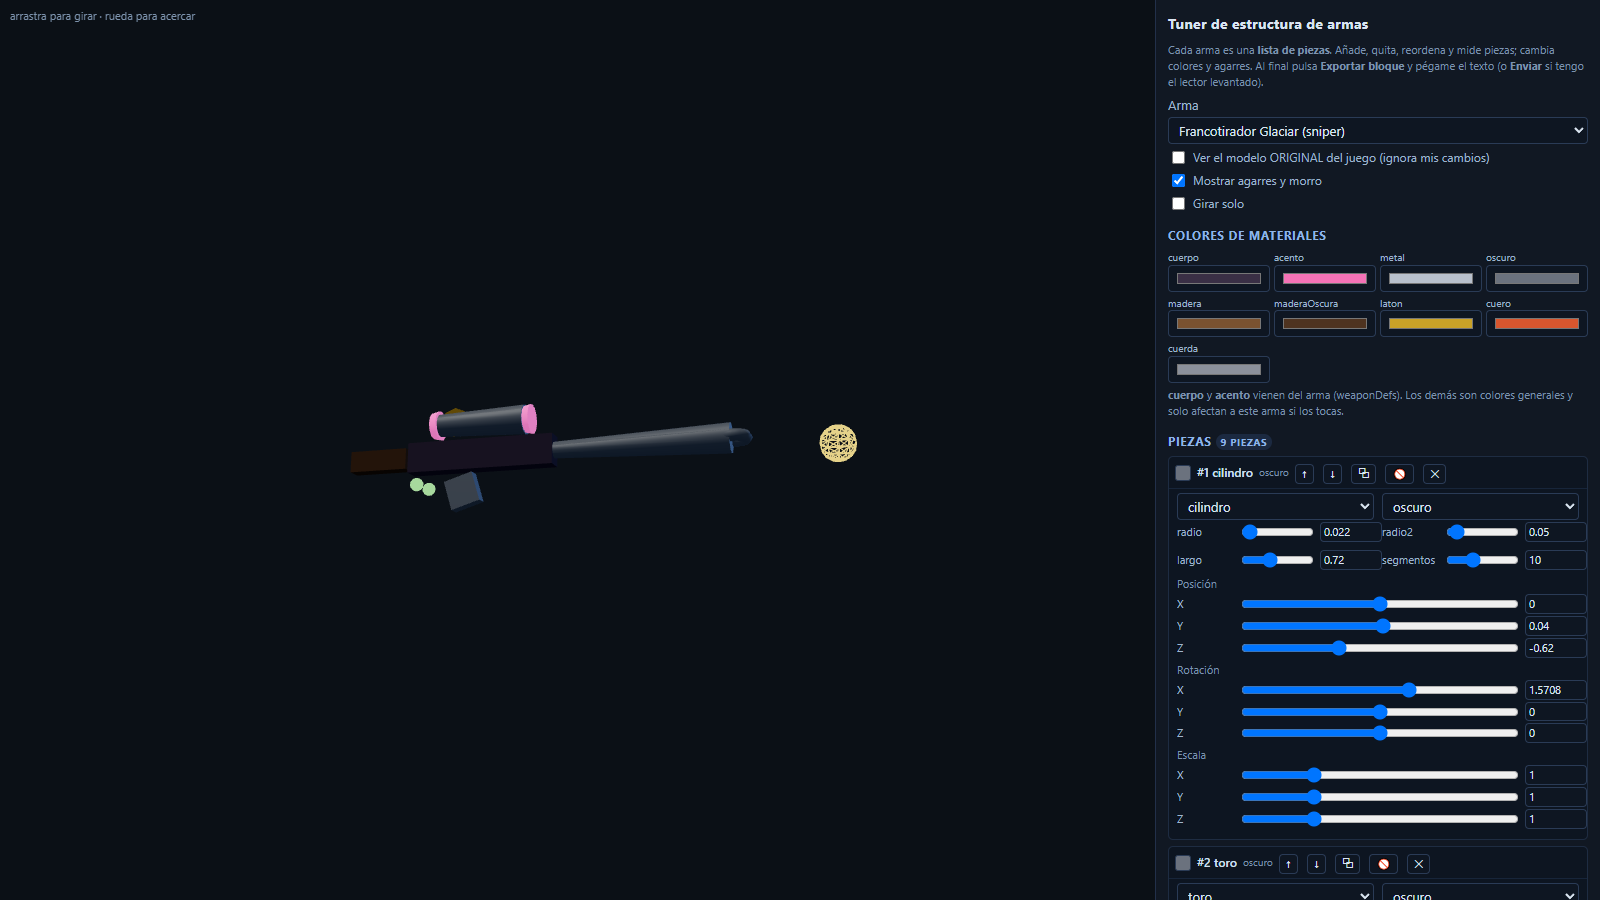 arrastra para girar · rueda para acercar
Tuner de estructura de armas
Cada arma es una lista de piezas. Añade, quita, reordena y mide piezas; cambia
colores y agarres. Al final pulsa Exportar bloque y pégame el texto (o Enviar si tengo
el lector levantado).
Arma
Francotirador Glaciar (sniper)
Ver el modelo ORIGINAL del juego (ignora mis cambios)
Mostrar agarres y morro
Girar solo
COLORES DE MATERIALES
cuerpo acento metal oscuro
madera maderaOscura laton cuero
cuerda
cuerpo y acento vienen del arma (weaponDefs). Los demás son colores generales y
solo afectan a este arma si los tocas.
PIEZAS 9 PIEZAS
#1 cilindro oscuro ↑ ↓
cilindro oscuro
radio 0.022 radio2 0.05
largo 0.72 segmentos 10
Posición
X 0
Y 0.04
Z -0.62
Rotación
X 1.5708
Y 0
Z 0
Escala
X 1
Y 1
Z 1
#2 toro oscuro ↑ ↓
toro oscuro